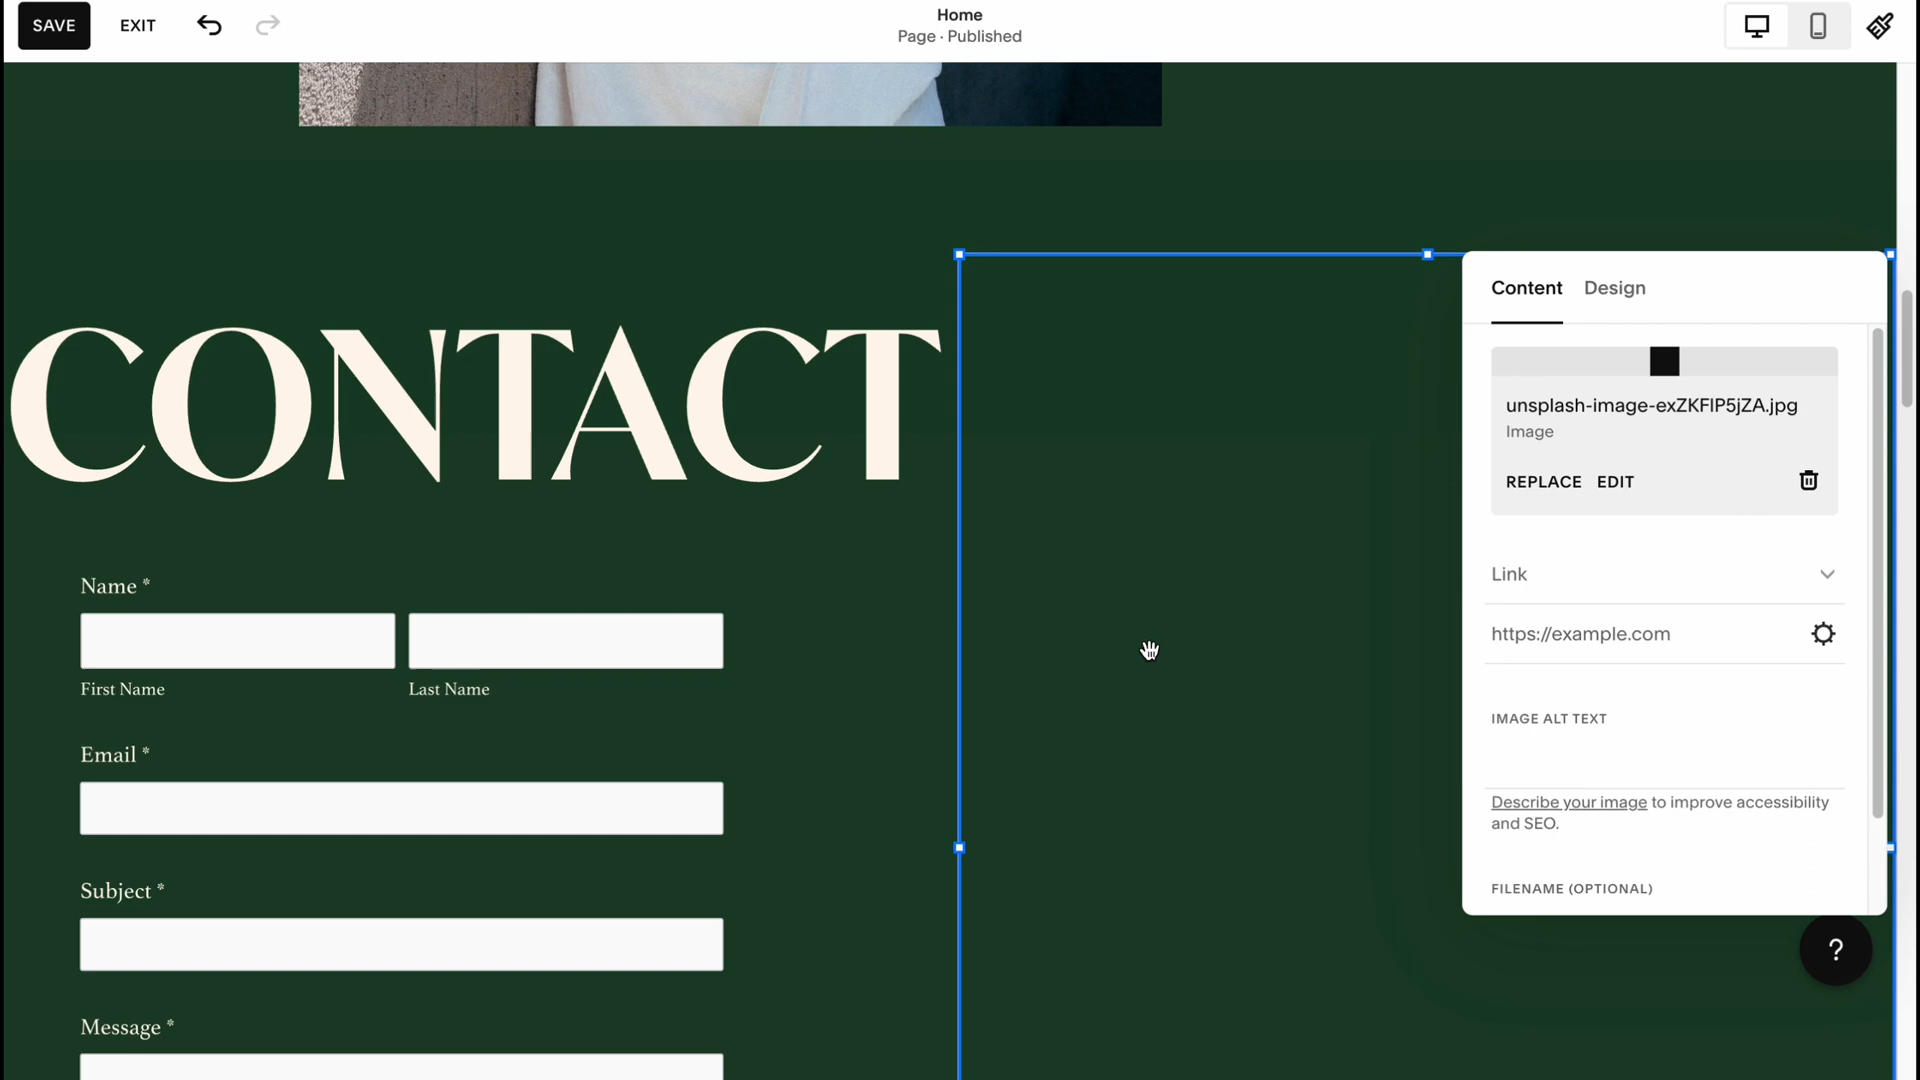 SAVE
EXIT
Home
Page · Published
CONTACT
Name *
First Name
Last Name
Email *
Subject *
Message *
Content
Design
unsplash-image-exZKFlP5jZA.jpg
Image
REPLACE
EDIT
Link
https://example.com
IMAGE ALT TEXT
Describe your image to improve accessibility
and SEO.
FILENAME (OPTIONAL)
?